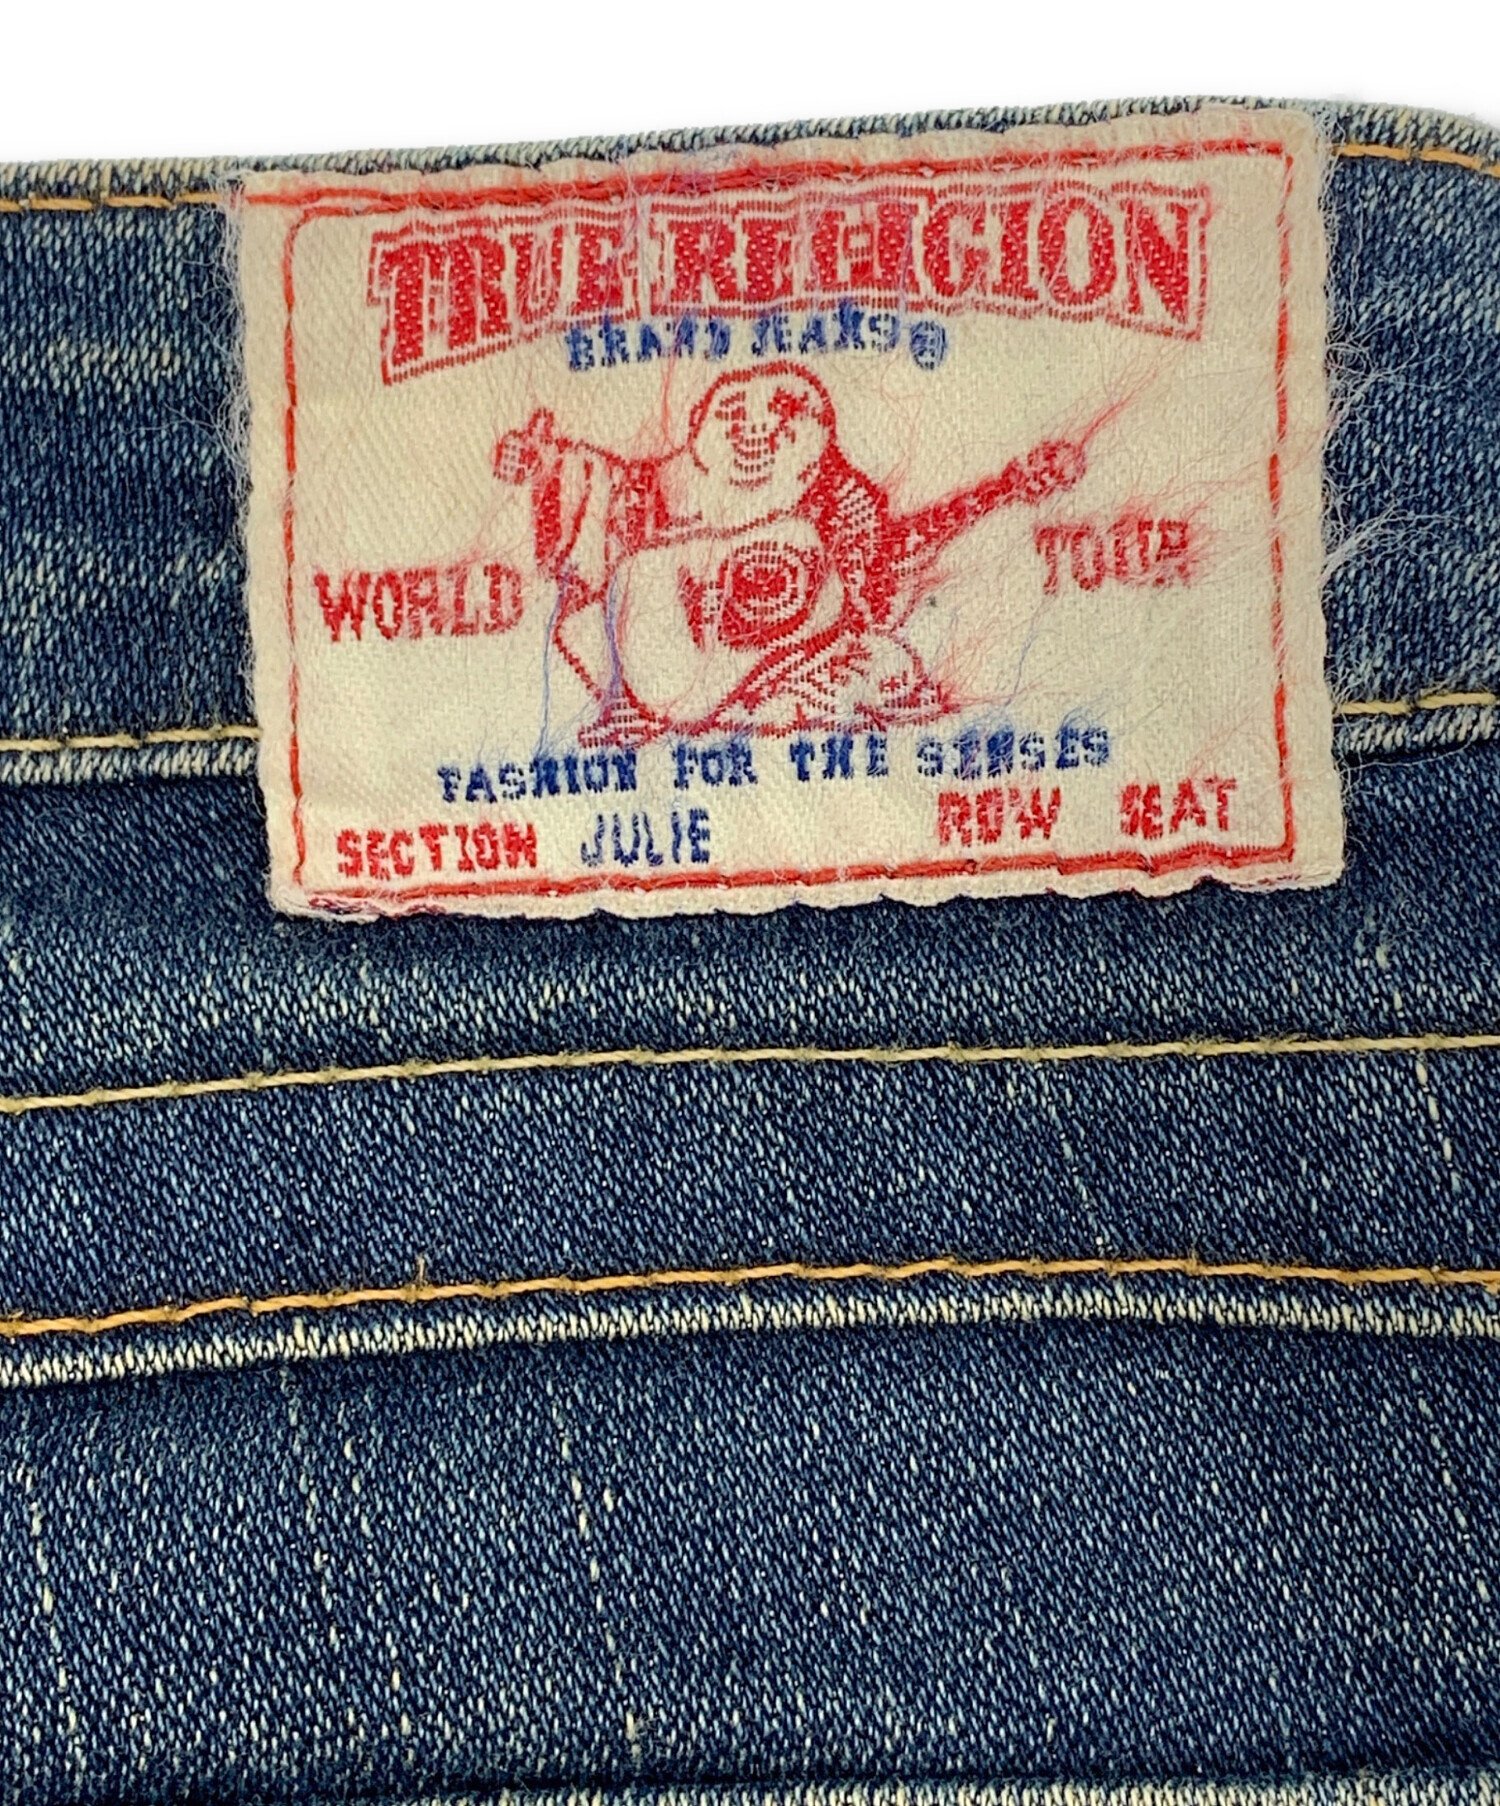 TRUE RELIGION
BRAND JEANS®
WORLD TOUR
FASHION FOR THE SENSES
SECTION JULIE ROW SEAT